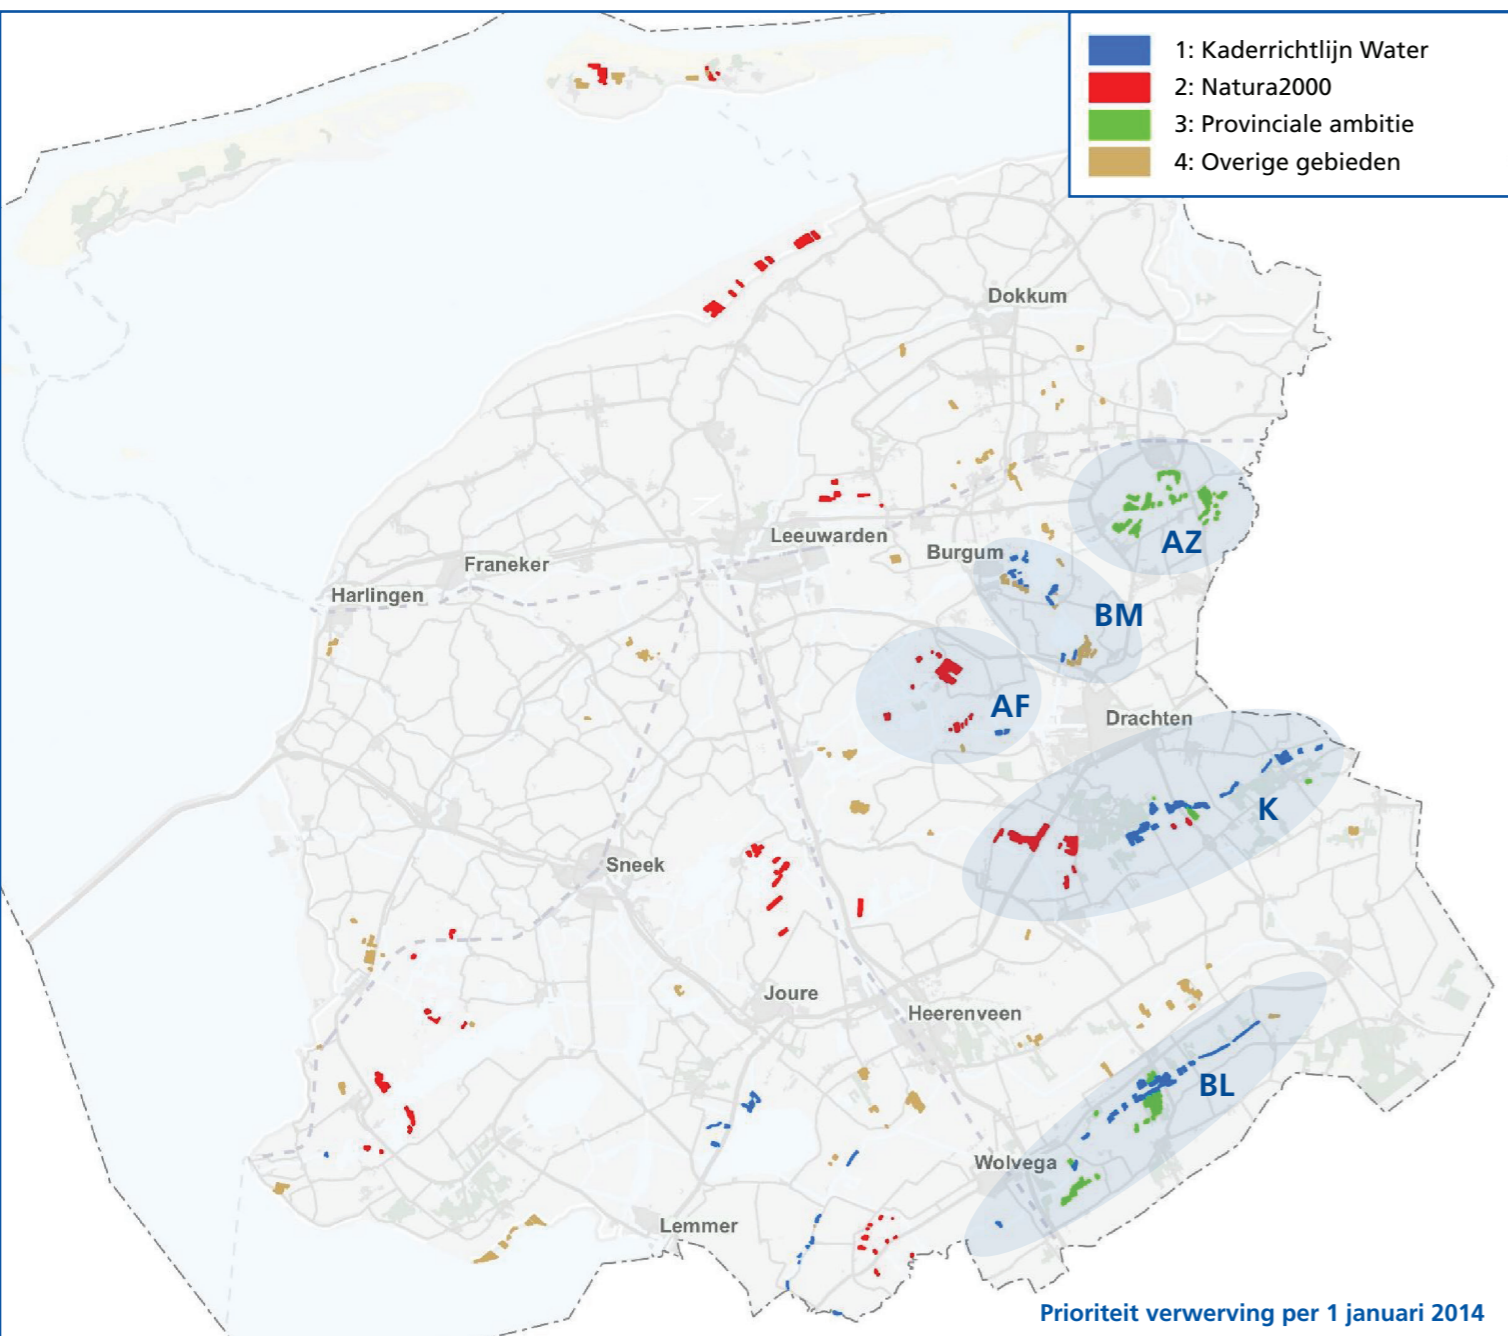 1: Kaderrichtlijn Water
2: Natura2000
3: Provinciale ambitie
4: Overige gebieden
Dokkum
AZ
Leeuwarden
Burgum
Franeker
Harlingen
BM
AF
Drachten
K
Sneek
Joure
Heerenveen
BL
Wolvega
Lemmer
Prioriteit verwerving per 1 januari 2014